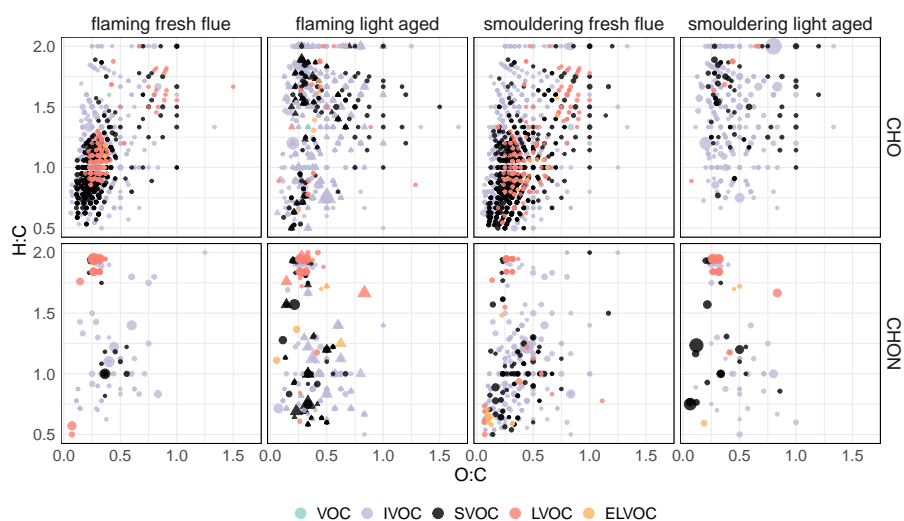 flaming fresh flue flaming light aged smouldering fresh flue smouldering light aged
2.0
1.5
1.0
0.5
CHO
H:C
2.0
1.5
1.0
0.5
CHON
0.0 0.5 1.0 1.5 0.0 0.5 1.0 1.5 0.0 0.5 1.0 1.5 0.0 0.5 1.0 1.5
O:C
VOC IVOC SVOC LVOC ELVOC